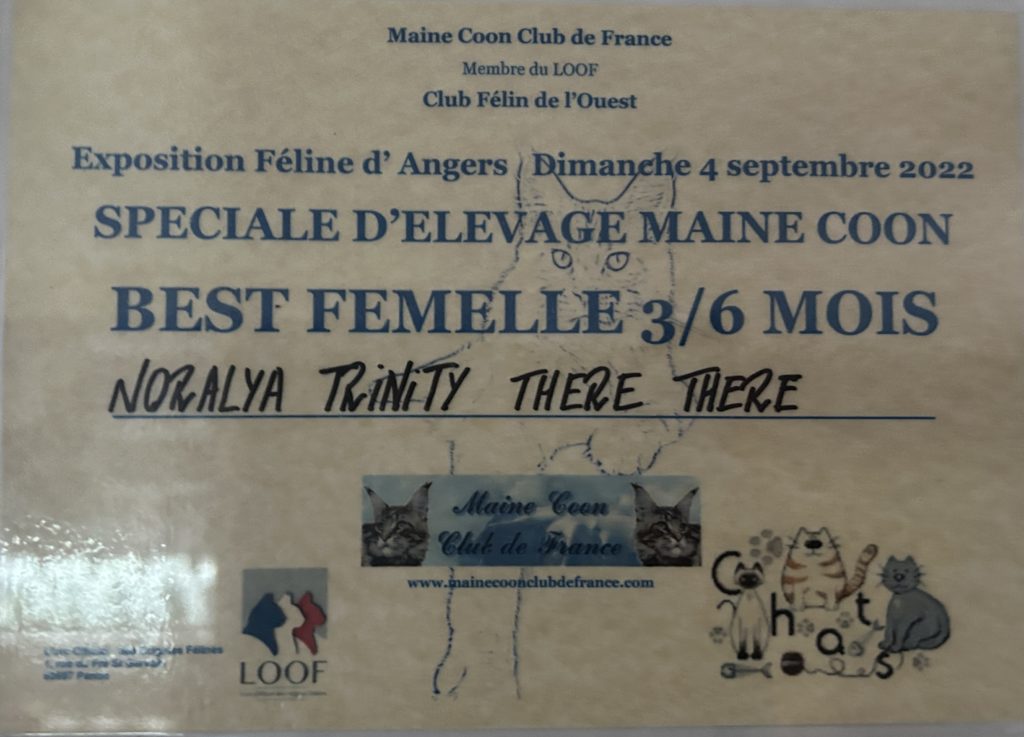 Maine Coon Club de France
Membre du LOOF
Club Félin de l'Ouest
Exposition Féline d' Angers Dimanche 4 septembre 2022
SPECIALE D'ELEVAGE MAINE COON
BEST FEMELLE 3/6 MOIS
NORALYA TRINITY THERE THERE
Maine Coon
Club de France
www.mainecoonclubdefrance.com
Chats
Félines
LOOF